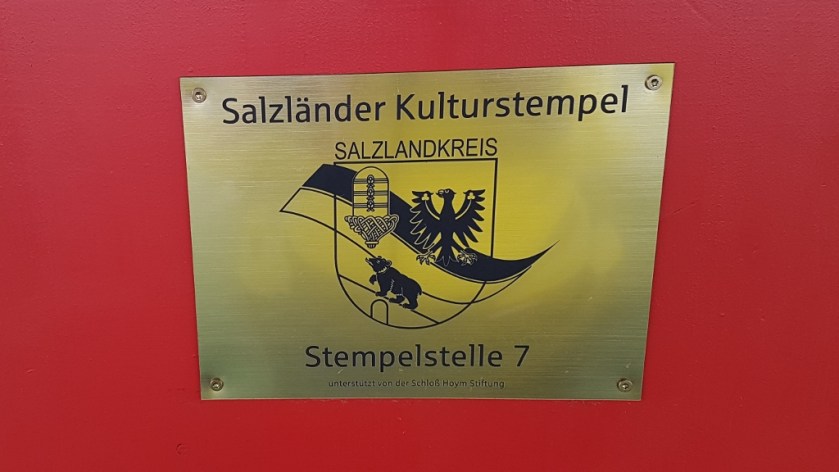 Salzländer Kulturstempel
SALZLANDKREIS
Stempelstelle 7
unterstützt von der Schloß Hoym Stiftung